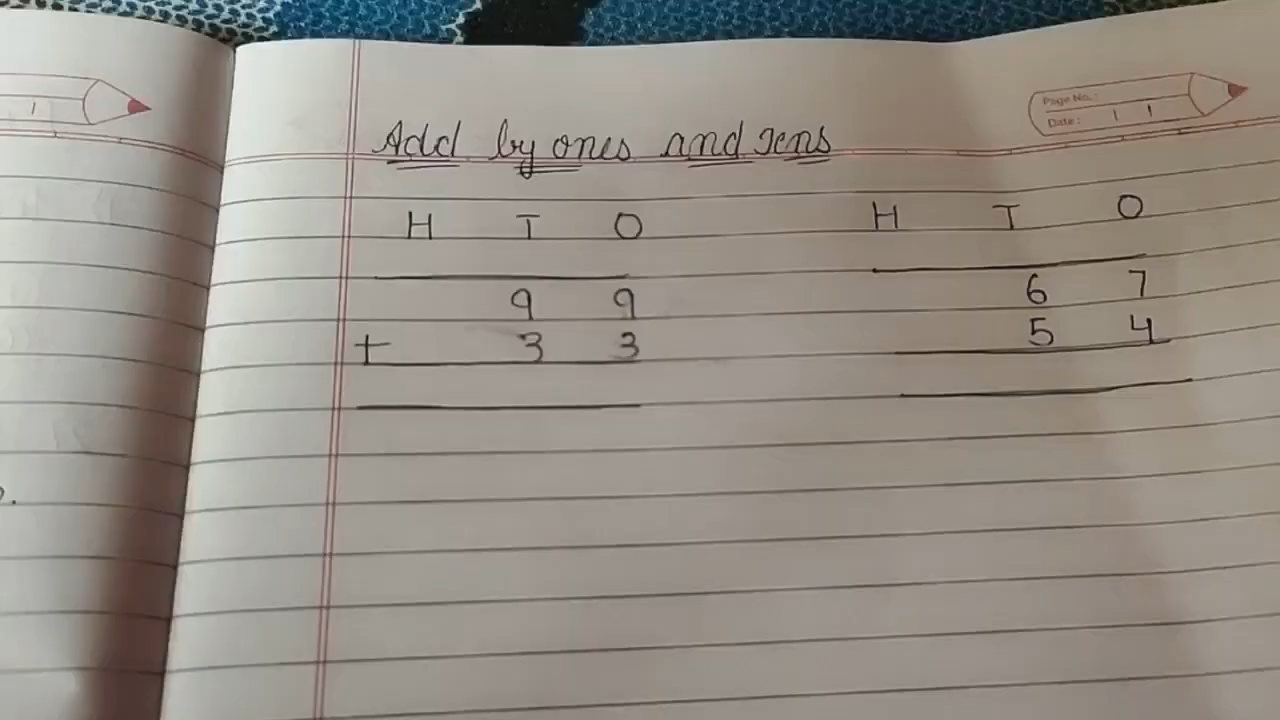 Page No.:
Date:
Add by ones and Tens
H T O H T O
9 9 6 7
+ 3 3 5 4